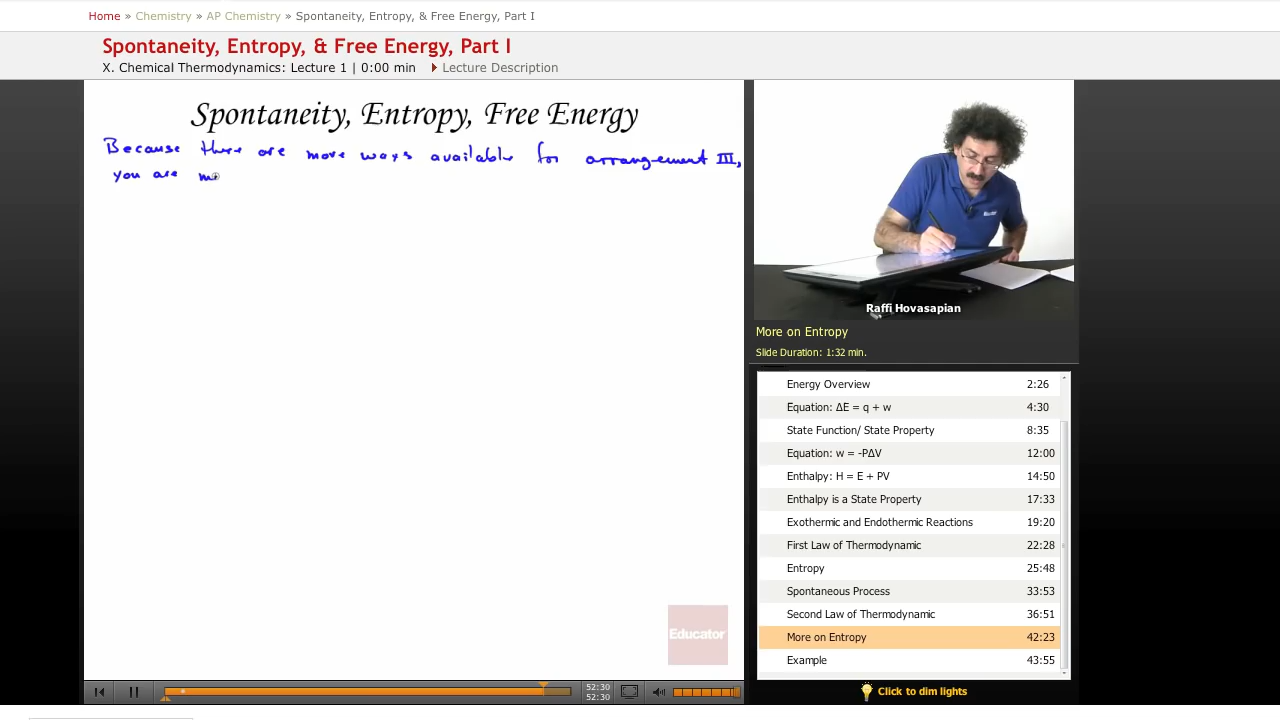 Home » Chemistry » AP Chemistry » Spontaneity, Entropy, & Free Energy, Part I
Spontaneity, Entropy, & Free Energy, Part I
X. Chemical Thermodynamics: Lecture 1 | 0:00 min Lecture Description
Spontaneity, Entropy, Free Energy
Because there are more ways available for arrangement III,
you are m
Educator
Raffi Hovasapian
More on Entropy
Slide Duration: 1:32 min.
Energy Overview 2:26
Equation: ΔE = q + w 4:30
State Function/ State Property 8:35
Equation: w = -PΔV 12:00
Enthalpy: H = E + PV 14:50
Enthalpy is a State Property 17:33
Exothermic and Endothermic Reactions 19:20
First Law of Thermodynamic 22:28
Entropy 25:48
Spontaneous Process 33:53
Second Law of Thermodynamic 36:51
More on Entropy 42:23
Example 43:55
52:30
52:30
Click to dim lights